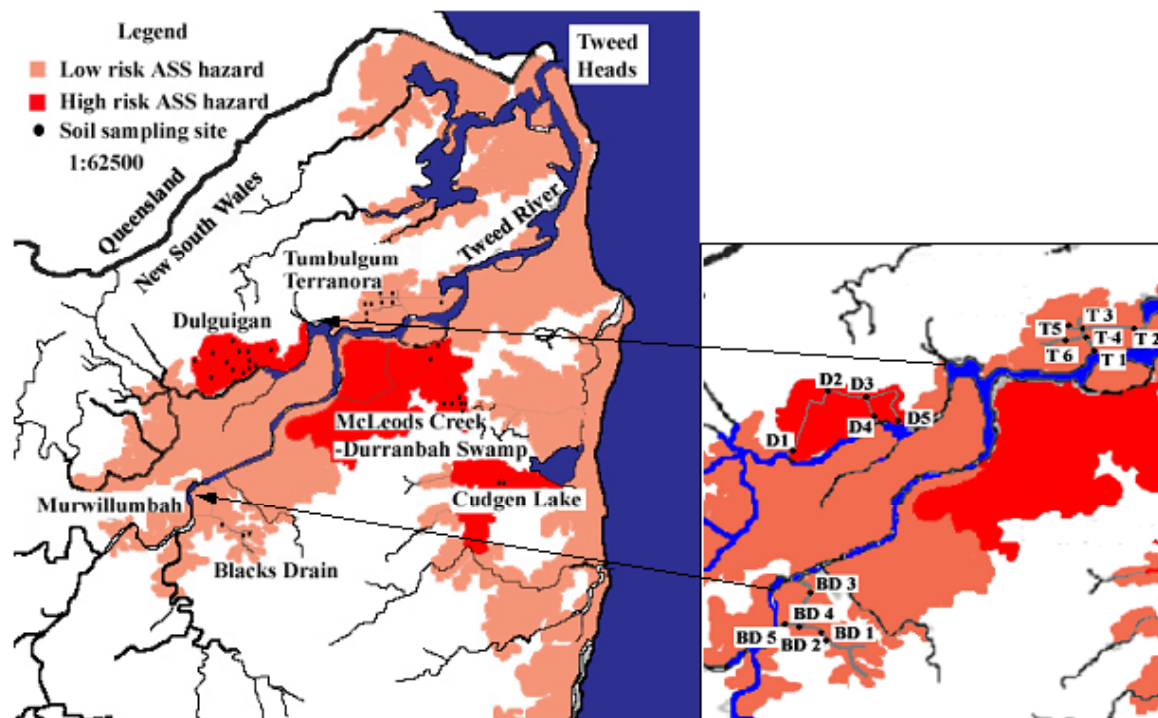 Legend
Low risk ASS hazard
High risk ASS hazard
Soil sampling site
1:62500
Tweed
Heads
Queensland
New South Wales
Tweed River
Tumbulgum
Terranora
Dulguigan
McLeods Creek
-Durranbah Swamp
Cudgen Lake
Murwillumbah
Blacks Drain
T5
T 3
T 4
T 2
T 6
T 1
D2
D3
D4
D5
D1
BD 3
BD 4
BD 5
BD 1
BD 2